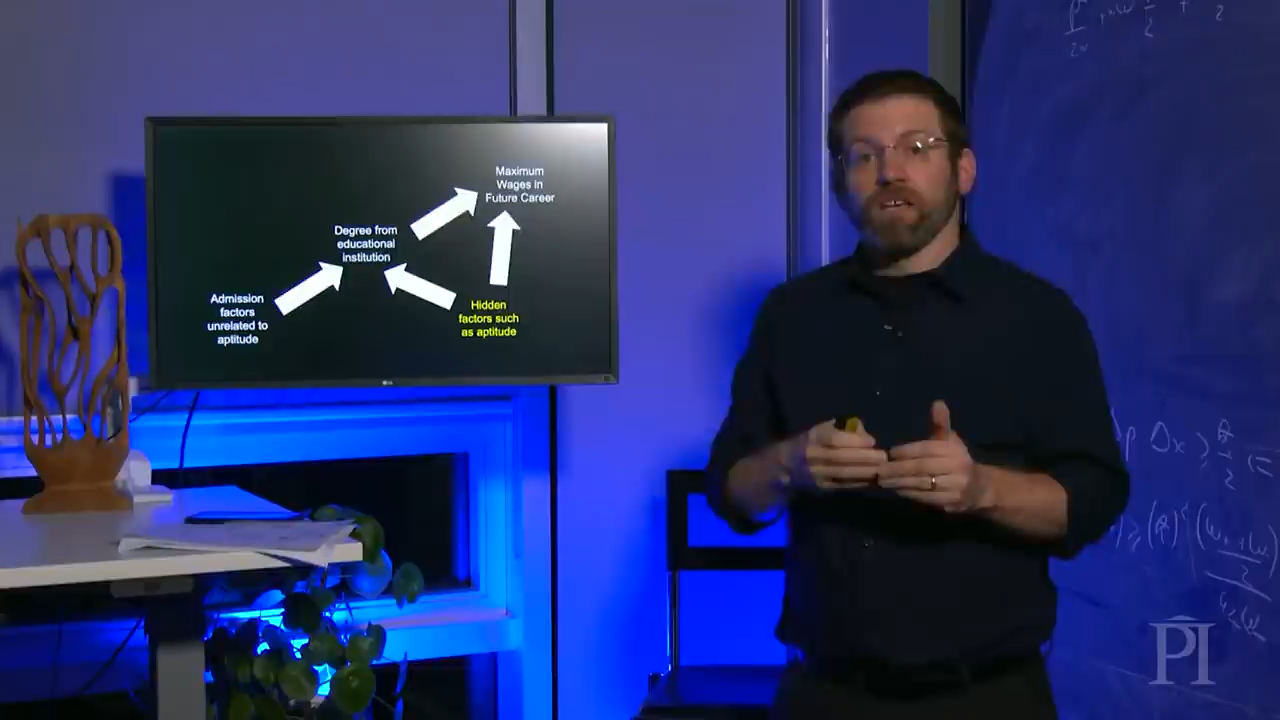 Maximum
Wages in
Future Career
Degree from
educational
institution
Admission
factors
unrelated to
aptitude
Hidden
factors such
as aptitude
PI